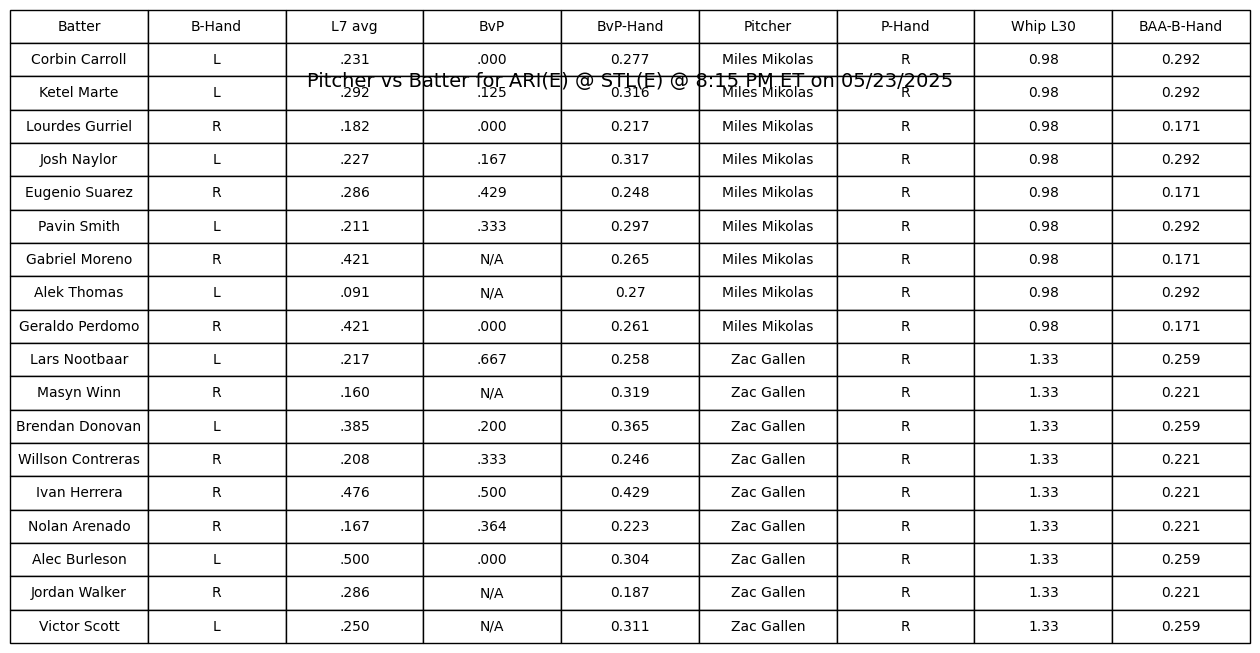 Batter B-Hand L7 avg BvP BvP-Hand Pitcher P-Hand Whip L30 BAA-B-Hand
Corbin Carroll L .231 .000 0.277 Miles Mikolas R 0.98 0.292
Pitcher vs Batter for ARI(E) @ STL(E) @ 8:15 PM ET on 05/23/2025
Ketel Marte L .292 .125 0.316 Miles Mikolas R 0.98 0.292
Lourdes Gurriel R .182 .000 0.217 Miles Mikolas R 0.98 0.171
Josh Naylor L .227 .167 0.317 Miles Mikolas R 0.98 0.292
Eugenio Suarez R .286 .429 0.248 Miles Mikolas R 0.98 0.171
Pavin Smith L .211 .333 0.297 Miles Mikolas R 0.98 0.292
Gabriel Moreno R .421 N/A 0.265 Miles Mikolas R 0.98 0.171
Alek Thomas L .091 N/A 0.27 Miles Mikolas R 0.98 0.292
Geraldo Perdomo R .421 .000 0.261 Miles Mikolas R 0.98 0.171
Lars Nootbaar L .217 .667 0.258 Zac Gallen R 1.33 0.259
Masyn Winn R .160 N/A 0.319 Zac Gallen R 1.33 0.221
Brendan Donovan L .385 .200 0.365 Zac Gallen R 1.33 0.259
Willson Contreras R .208 .333 0.246 Zac Gallen R 1.33 0.221
Ivan Herrera R .476 .500 0.429 Zac Gallen R 1.33 0.221
Nolan Arenado R .167 .364 0.223 Zac Gallen R 1.33 0.221
Alec Burleson L .500 .000 0.304 Zac Gallen R 1.33 0.259
Jordan Walker R .286 N/A 0.187 Zac Gallen R 1.33 0.221
Victor Scott L .250 N/A 0.311 Zac Gallen R 1.33 0.259